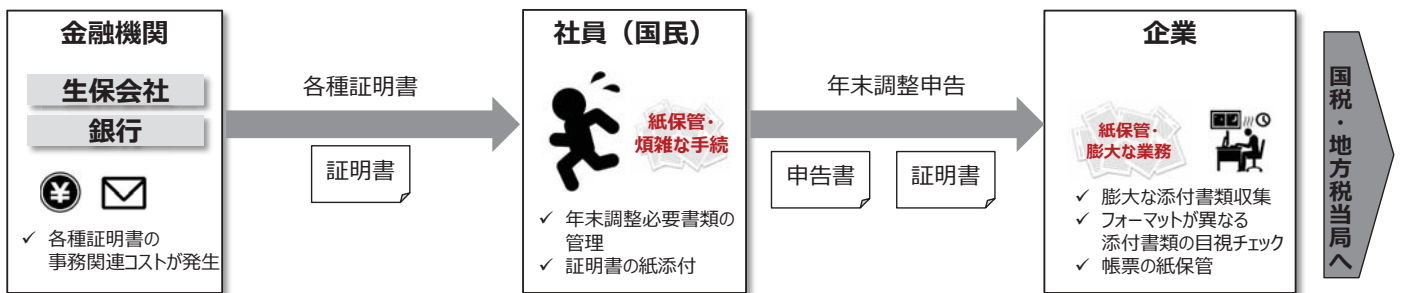 金融機関
生保会社
銀行
✓ 各種証明書の
事務関連コストが発生
各種証明書
証明書
社員（国民）
紙保管・
煩雑な手続
✓ 年末調整必要書類の
管理
✓ 証明書の紙添付
年末調整申告
申告書
証明書
企業
紙保管・
膨大な業務
✓ 膨大な添付書類収集
✓ フォーマットが異なる
添付書類の目視チェック
✓ 帳票の紙保管
国税・地方税当局へ